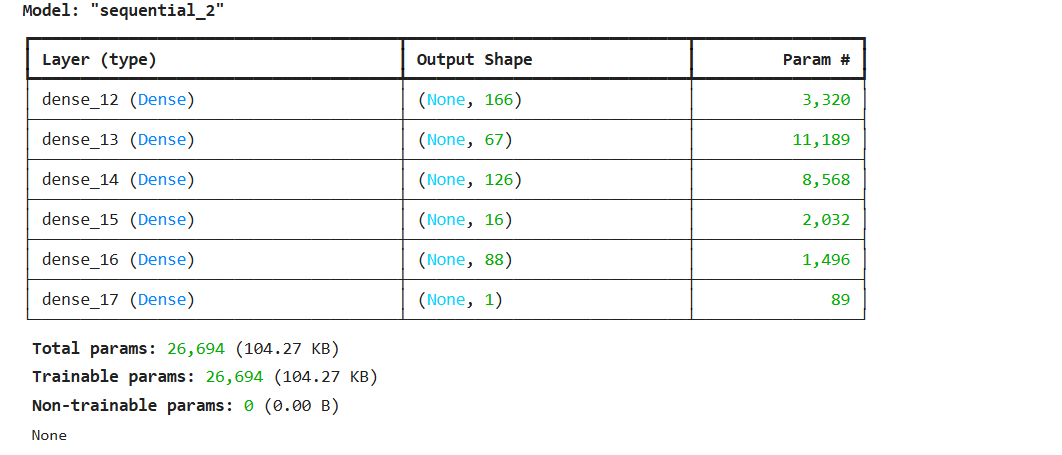 Model: "sequential_2"
Layer (type) Output Shape Param #
dense_12 (Dense) (None, 166) 3,320
dense_13 (Dense) (None, 67) 11,189
dense_14 (Dense) (None, 126) 8,568
dense_15 (Dense) (None, 16) 2,032
dense_16 (Dense) (None, 88) 1,496
dense_17 (Dense) (None, 1) 89
Total params: 26,694 (104.27 KB)
Trainable params: 26,694 (104.27 KB)
Non-trainable params: 0 (0.00 B)
None